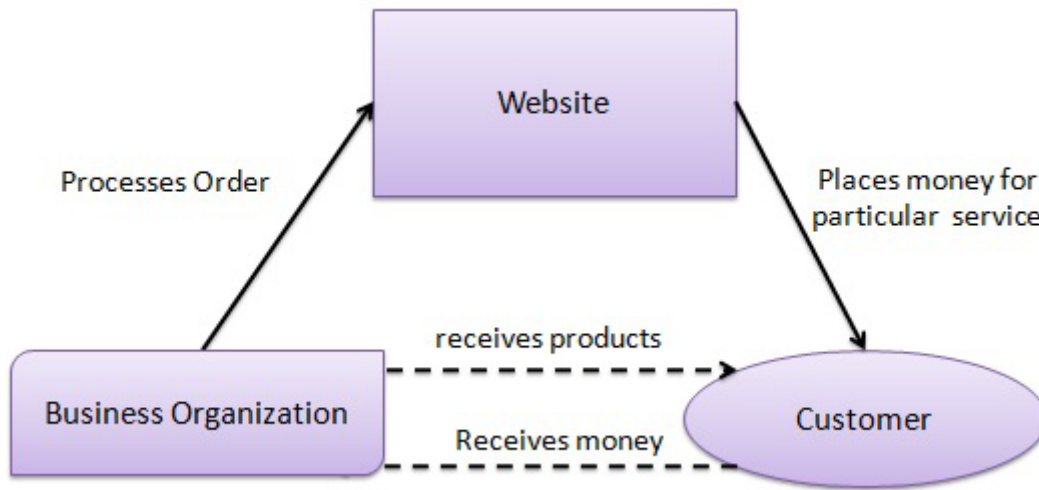 Website
Processes Order
Places money for
particular service
receives products
Business Organization
Customer
Receives money